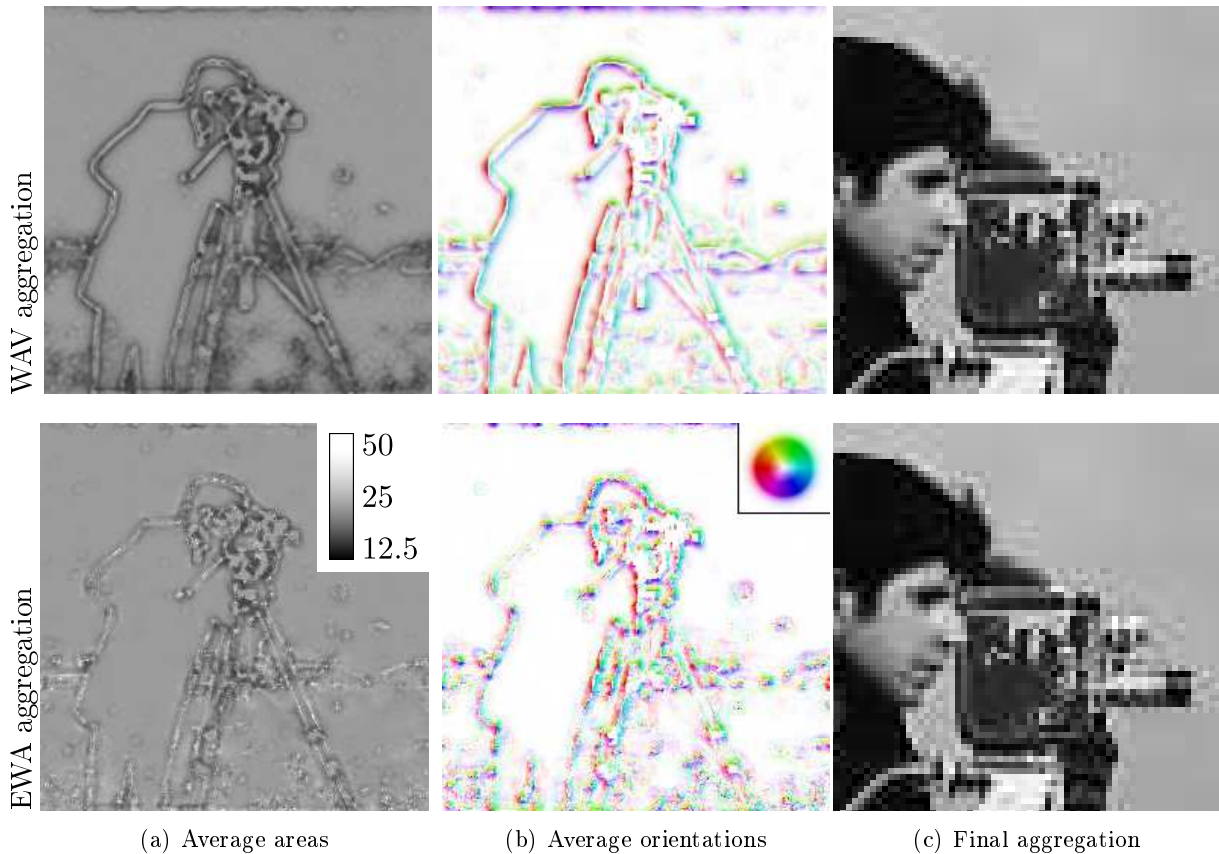 WAV aggregation
EWA aggregation
50
25
12.5
(a) Average areas
(b) Average orientations
(c) Final aggregation